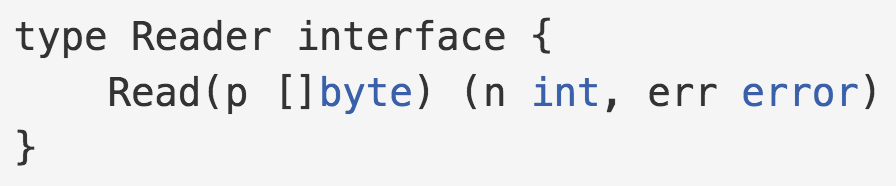 type Reader interface {
    Read(p []byte) (n int, err error)
}